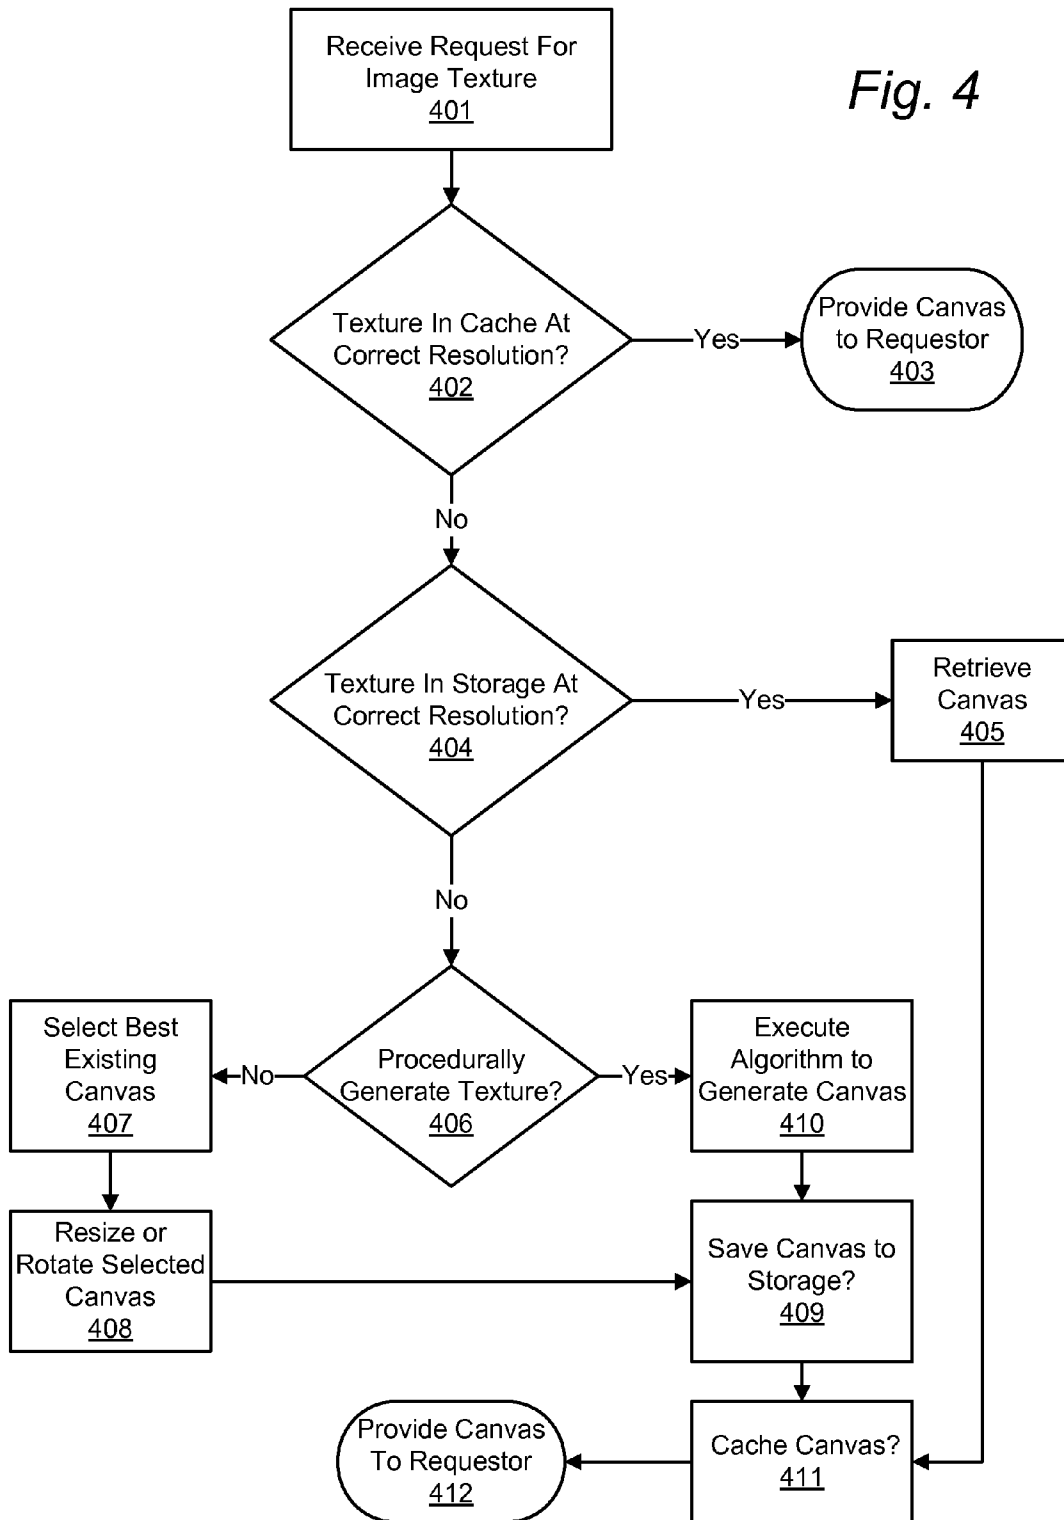 Fig. 4
Receive Request For
Image Texture
401
Texture In Cache At
Correct Resolution?
402
Yes
Provide Canvas
to Requestor
403
No
Texture In Storage At
Correct Resolution?
404
Yes
Retrieve
Canvas
405
No
Procedurally
Generate Texture?
406
No
Select Best
Existing
Canvas
407
Yes
Execute
Algorithm to
Generate Canvas
410
Resize or
Rotate Selected
Canvas
408
Save Canvas to
Storage?
409
Cache Canvas?
411
Provide Canvas
To Requestor
412